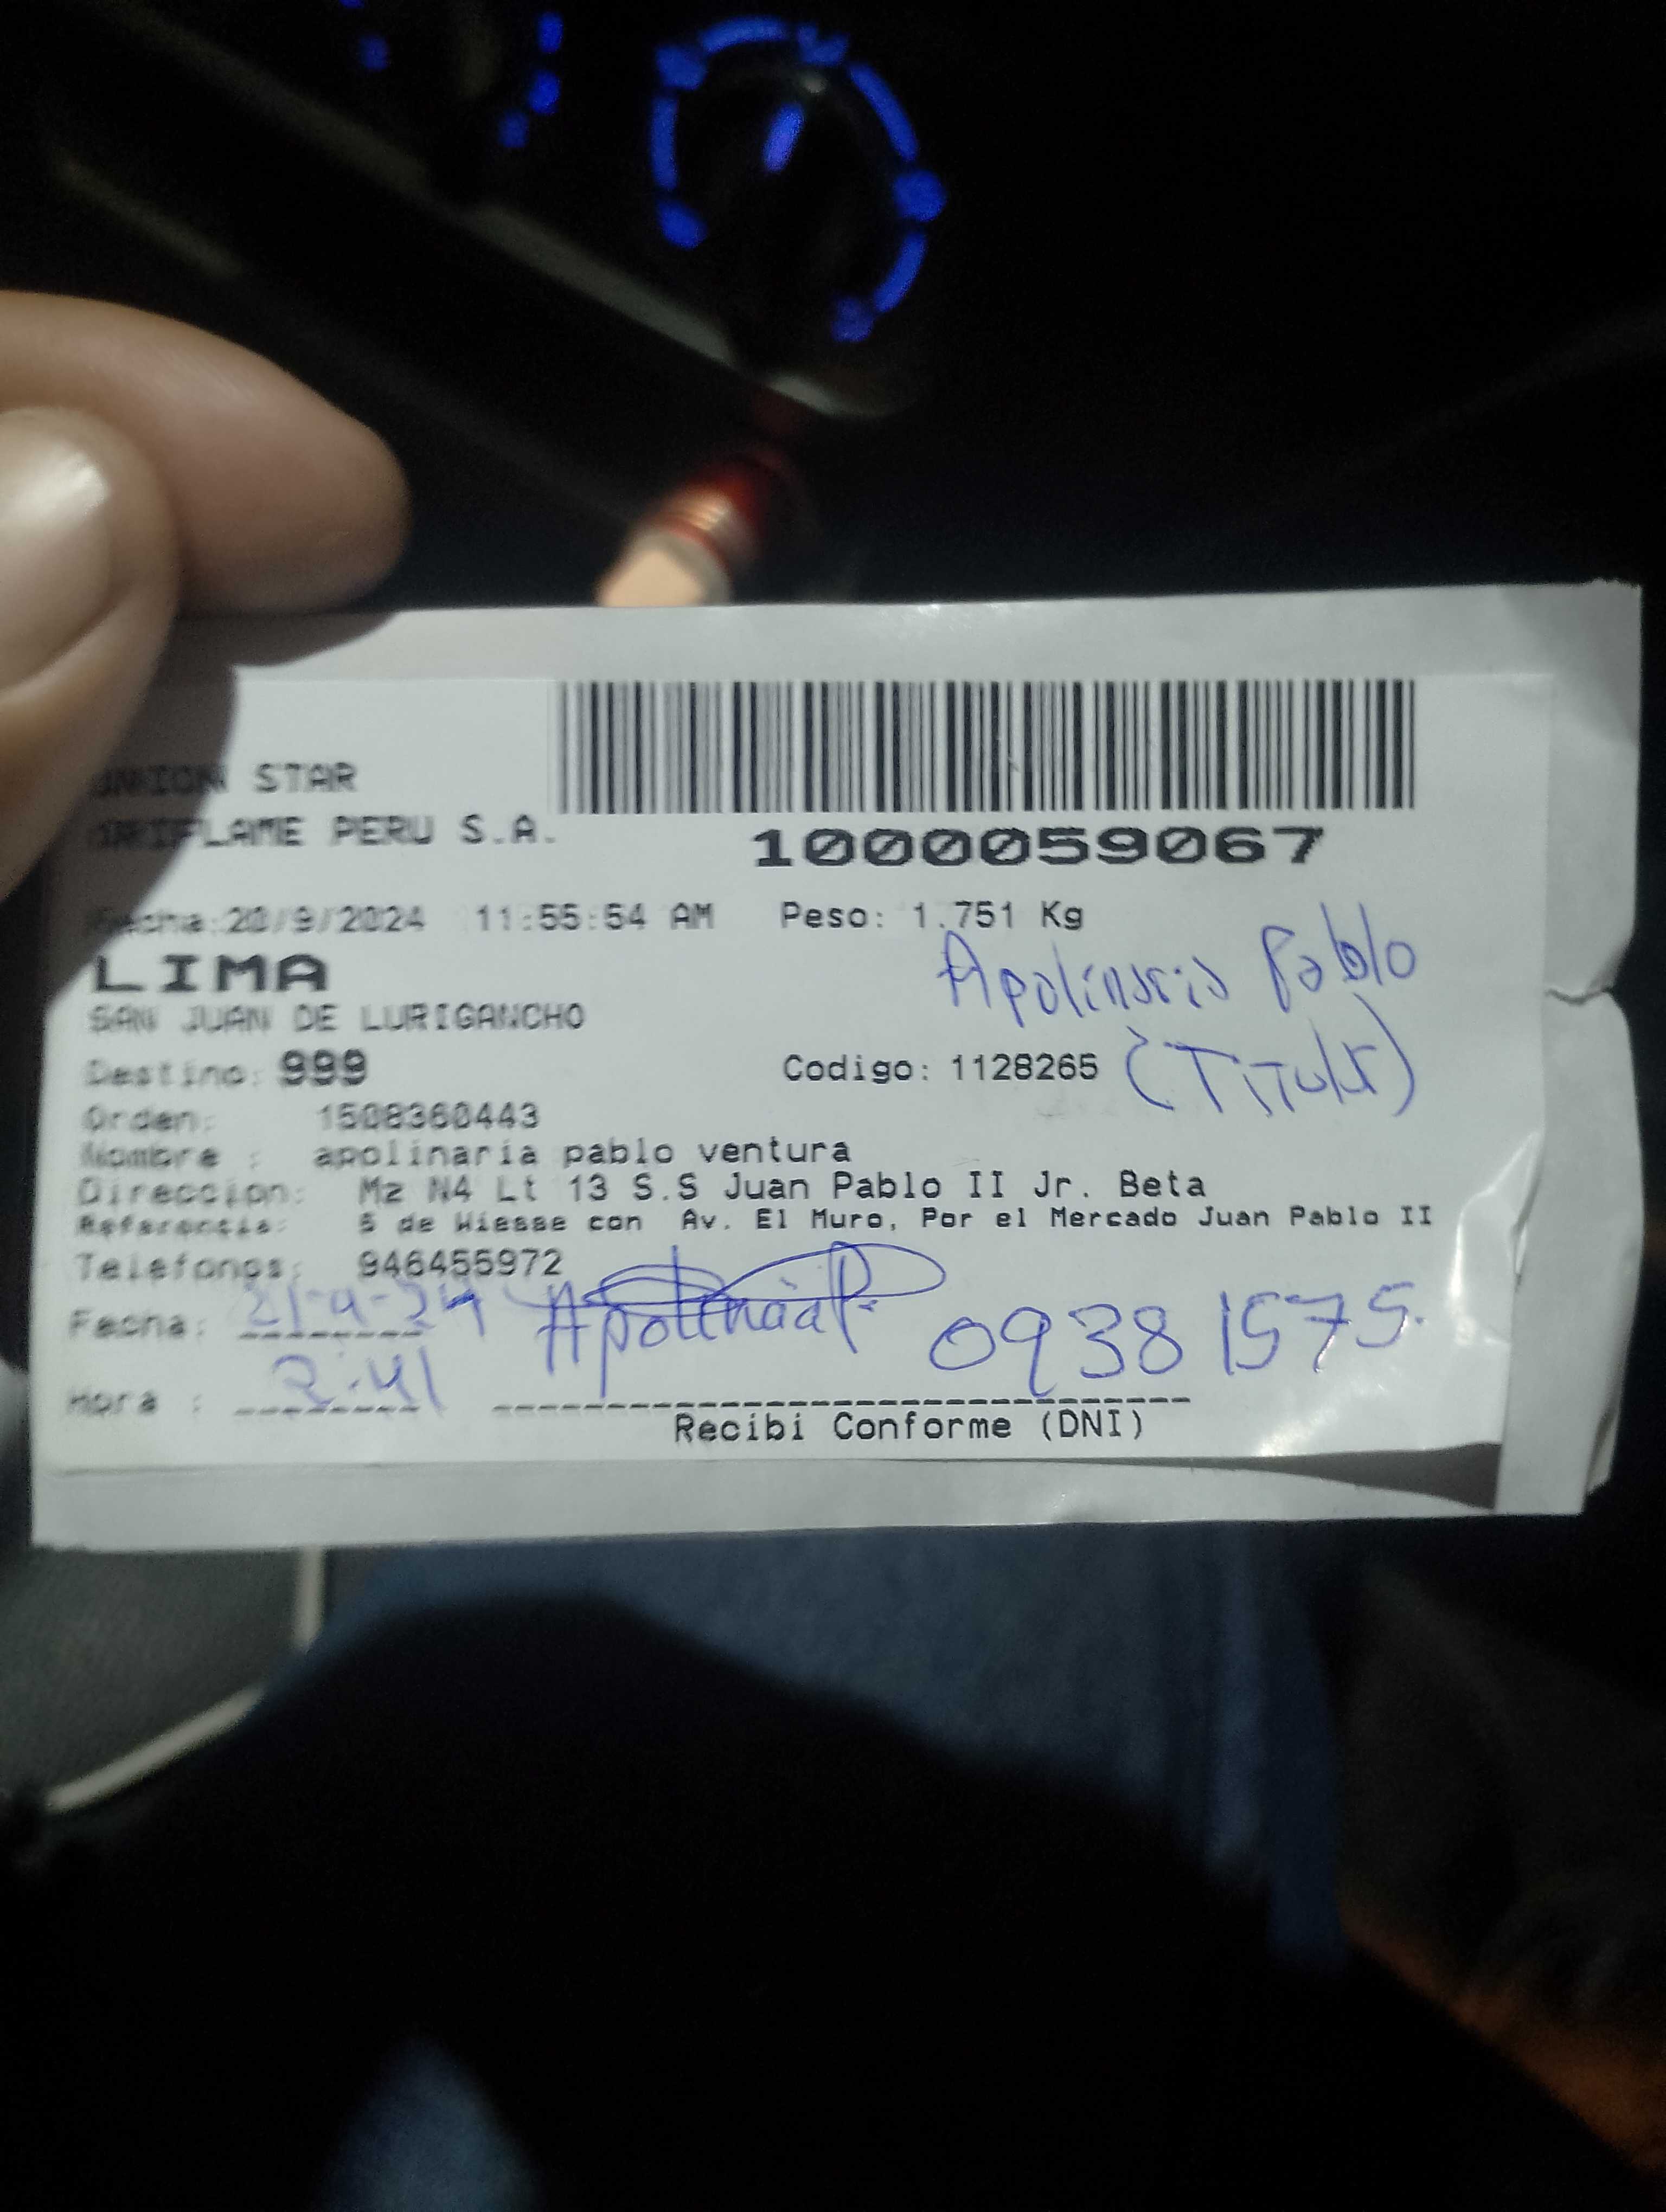 UNION STAR
ORIFLAME PERU S.A.
1000059067
Fecha:20/9/2024 11:55:54 AM Peso: 1.751 Kg
LIMA
Apolinaria Pablo
SAN JUAN DE LURIGANCHO
Destino: 999 Codigo: 1128265 (Titular)
Orden: 1508360443
Nombre : apolinaria pablo ventura
Direccion: Mz N4 Lt 13 S.S Juan Pablo II Jr. Beta
Referencia: 5 de Wiesse con Av. El Muro, Por el Mercado Juan Pablo II
Telefonos: 946455972
Fecha: 21-9-24 ApolinariaP. 09381575.
Hora : 2:41
Recibi Conforme (DNI)